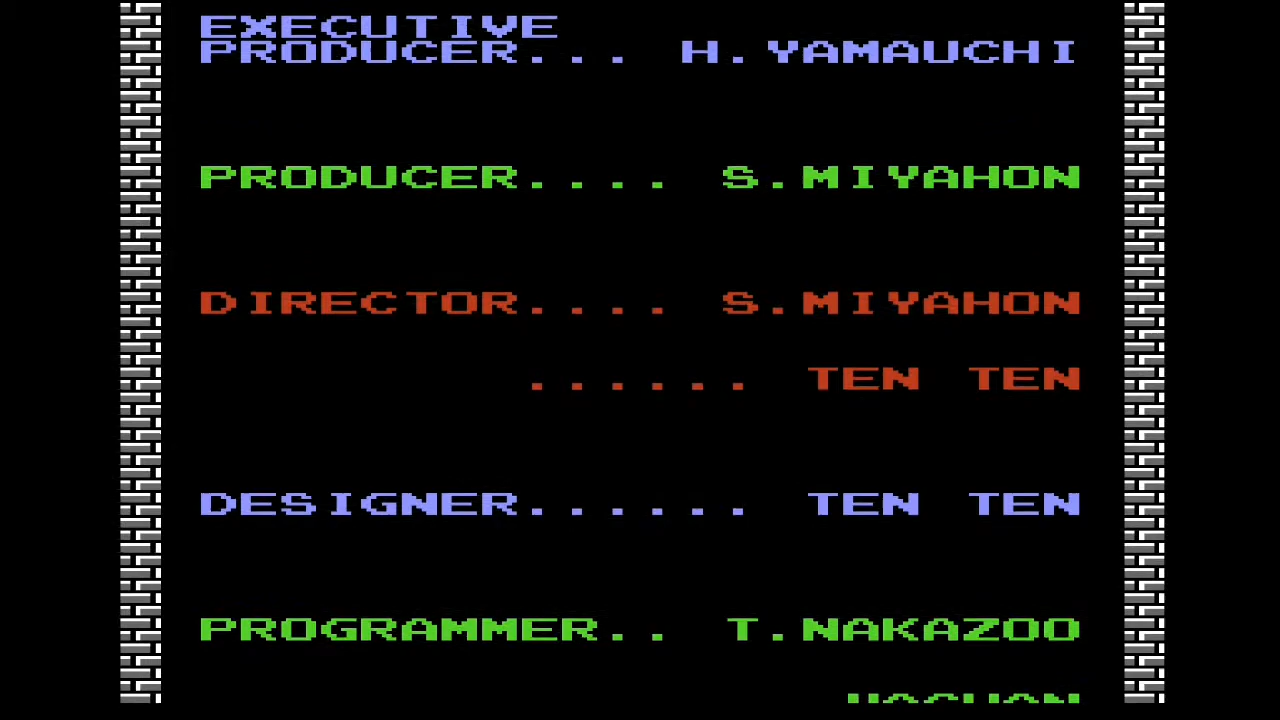 EXECUTIVE
PRODUCER... H.YAMAUCHI
PRODUCER.... S.MIYAHON
DIRECTOR.... S.MIYAHON
...... TEN TEN
DESIGNER...... TEN TEN
PROGRAMMER.. T.NAKAZOO